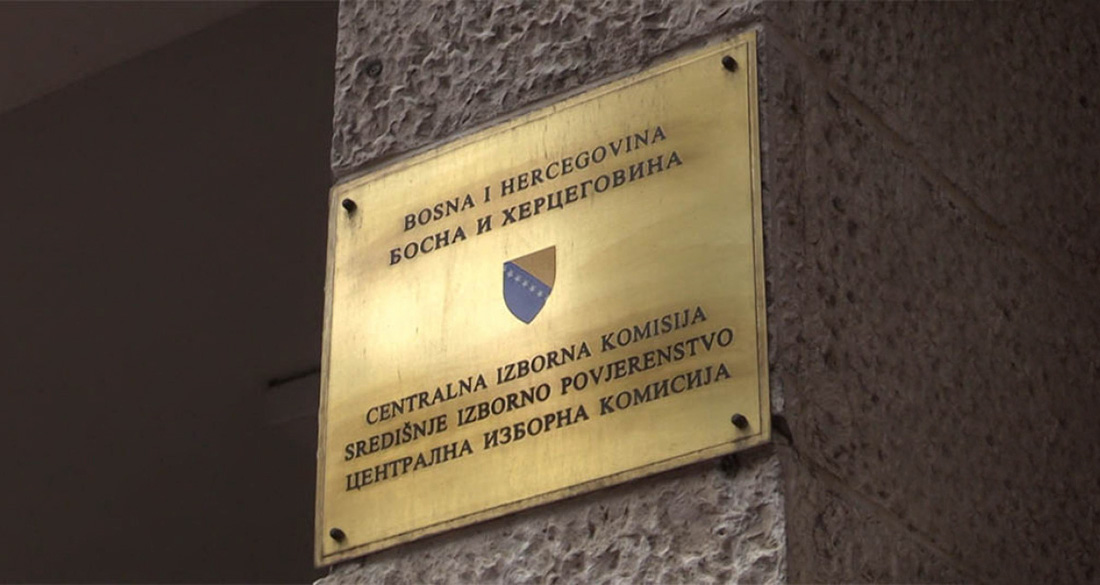 BOSNA I HERCEGOVINA
БОСНА И ХЕРЦЕГОВИНА
CENTRALNA IZBORNA KOMISIJA
SREDIŠNJE IZBORNO POVJERENSTVO
ЦЕНТРАЛНА ИЗБОРНА КОМИСИЈА